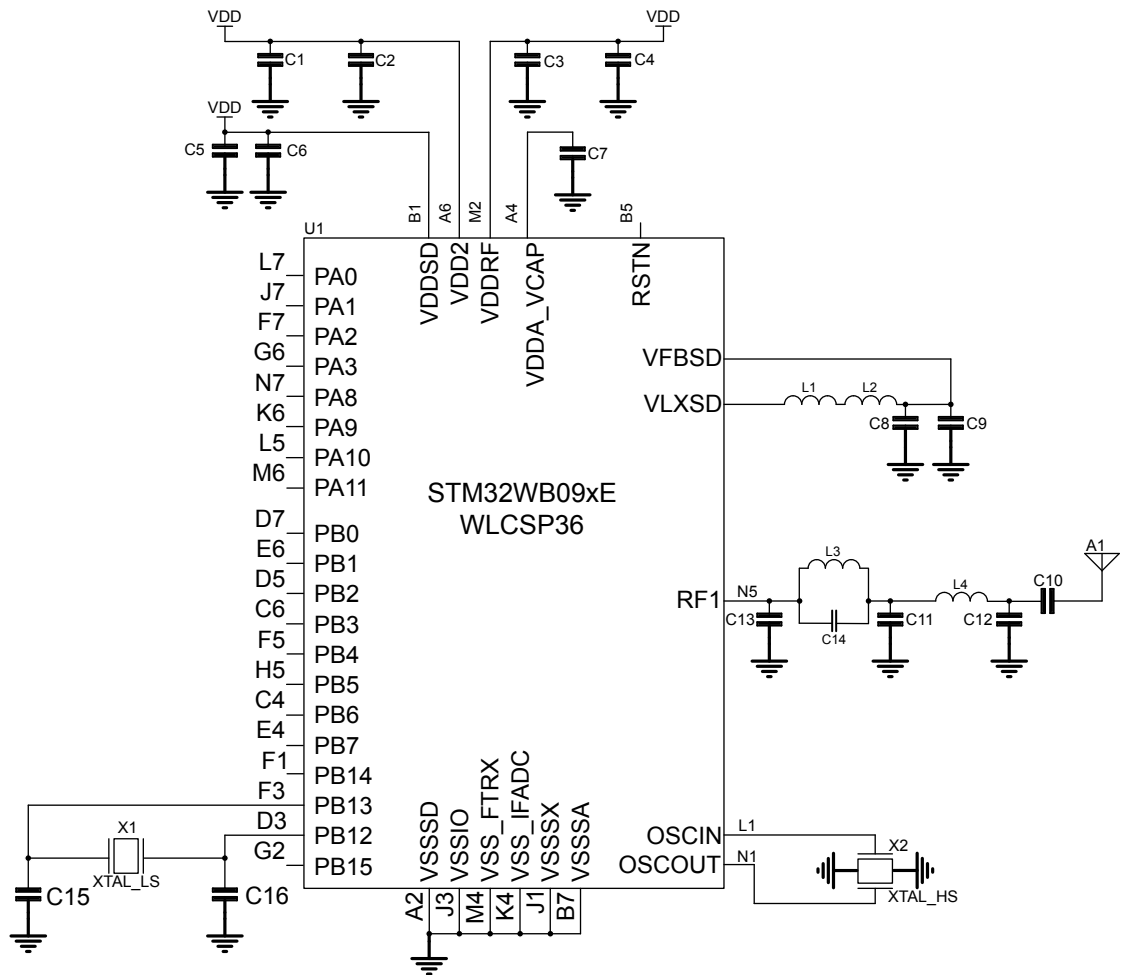 VDD
VDD
C1
C2
C3
C4
VDD
C5
C6
C7
B1
A6
M2
A4
B5
U1
VDDSD
VDD2
VDDRF
VDDA_VCAP
RSTN
L7 PA0
J7 PA1
F7 PA2
G6 PA3
N7 PA8
K6 PA9
L5 PA10
M6 PA11
D7 PB0
E6 PB1
D5 PB2
C6 PB3
F5 PB4
H5 PB5
C4 PB6
E4 PB7
F1 PB14
F3 PB13
D3 PB12
G2 PB15
STM32WB09xE
WLCSP36
VFBSD
VLXSD
L1
L2
C8
C9
RF1 N5
L3
C13
C14
C11
L4
C12
C10
A1
OSCIN L1
OSCOUT N1
X2
XTAL_HS
X1
XTAL_LS
C15
C16
VSSSD
VSSIO
VSS_FTRX
VSS_IFADC
VSSSX
VSSSA
A2
J3
M4
K4
J1
B7